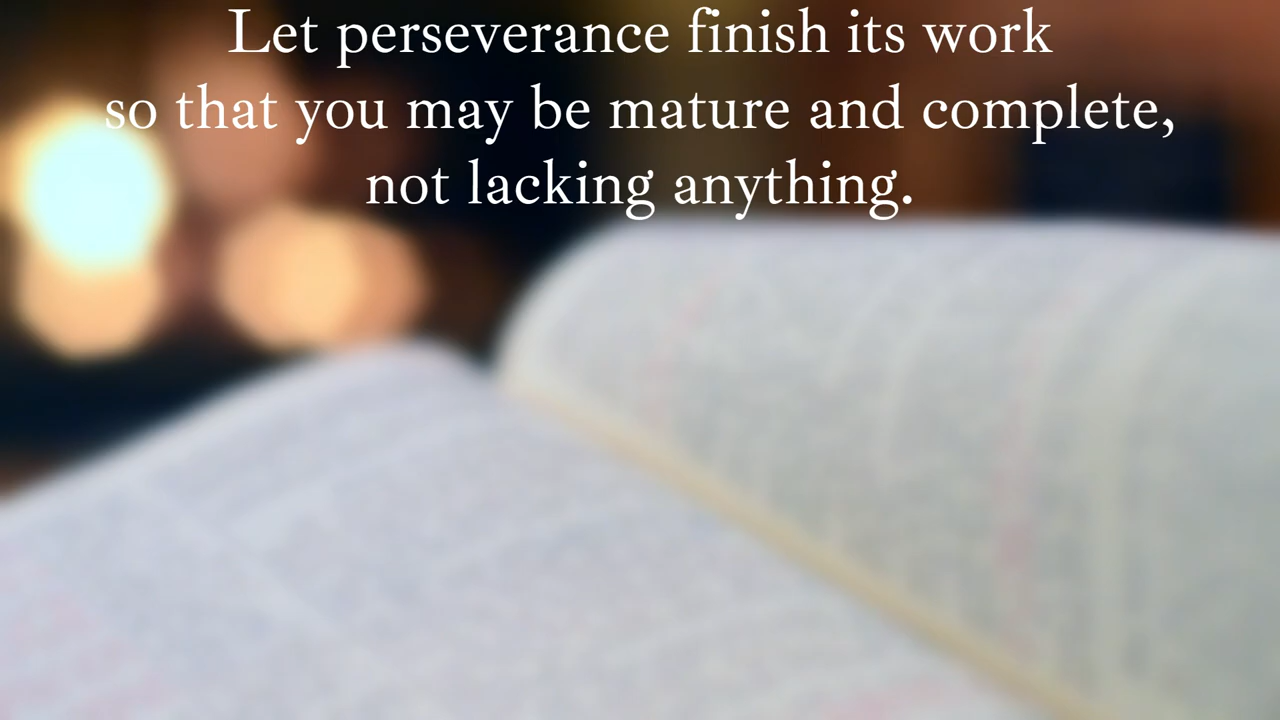 Let perseverance finish its work
so that you may be mature and complete,
not lacking anything.